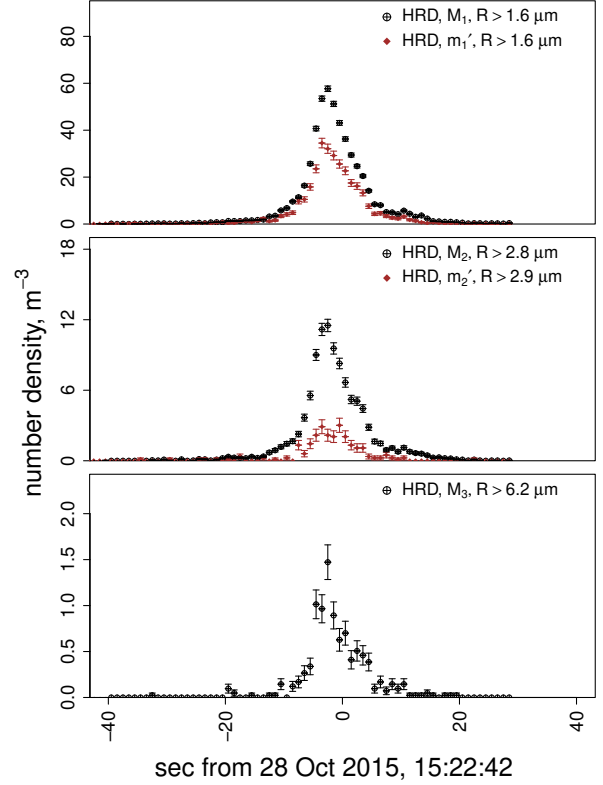 80
60
40
20
0
HRD, M₁, R > 1.6 μm
HRD, m₁′, R > 1.6 μm
18
12
6
0
HRD, M₂, R > 2.8 μm
HRD, m₂′, R > 2.9 μm
number density, m⁻³
2.0
1.5
1.0
0.5
0.0
HRD, M₃, R > 6.2 μm
−40 −20 0 20 40
sec from 28 Oct 2015, 15:22:42